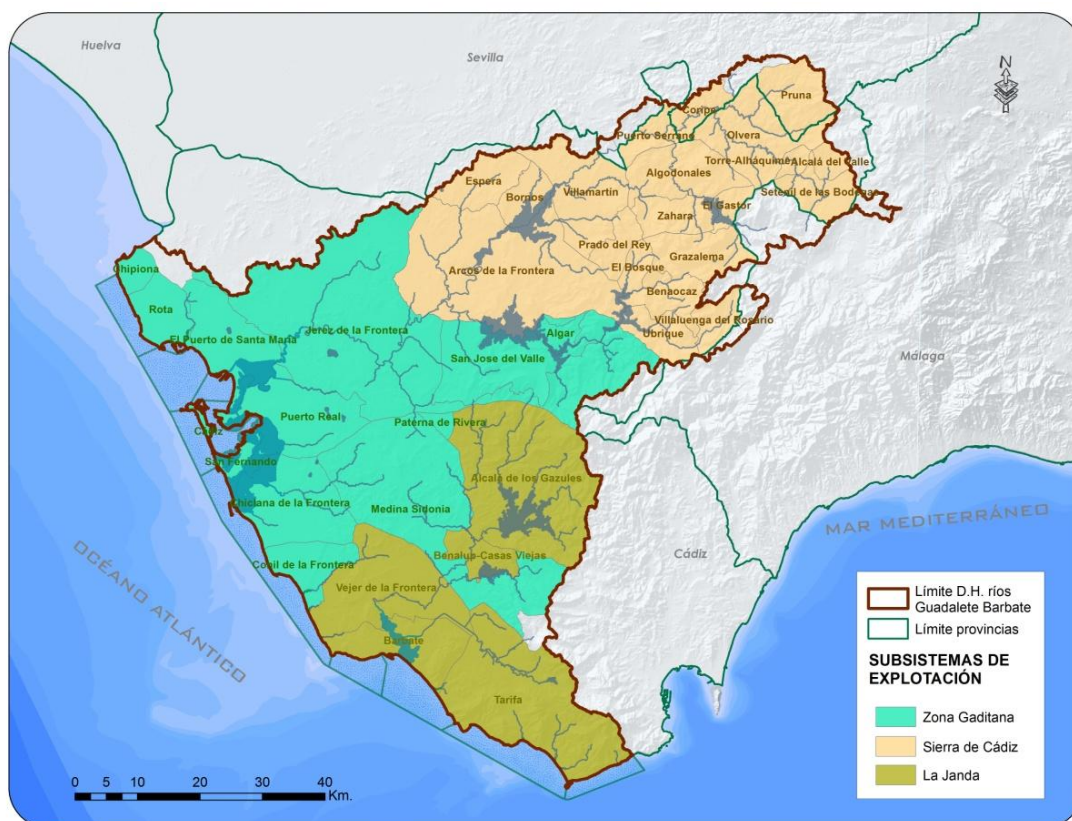 Huelva
Sevilla
N
Pruna
Coripe
Puerto Serrano
Olvera
Torre-Alháquime
Alcalá del Valle
Algodonales
Setenil de las Bodegas
Espera
Bornos
Villamartín
El Gastor
Zahara
Prado del Rey
El Bosque
Grazalema
Arcos de la Frontera
Benaocaz
Villaluenga del Rosario
Ubrique
Chipiona
Rota
El Puerto de Santa María
Jerez de la Frontera
Algar
San Jose del Valle
Málaga
Puerto Real
Paterna de Rivera
Cádiz
San Fernando
Alcalá de los Gazules
Chiclana de la Frontera
Medina Sidonia
MAR MEDITERRÁNEO
Cádiz
Benalup-Casas Viejas
Conil de la Frontera
Vejer de la Frontera
Barbate
Tarifa
OCÉANO ATLÁNTICO
Límite D.H. ríos
Guadalete Barbate
Límite provincias
SUBSISTEMAS DE
EXPLOTACIÓN
Zona Gaditana
Sierra de Cádiz
La Janda
0 5 10 20 30 40
Km.